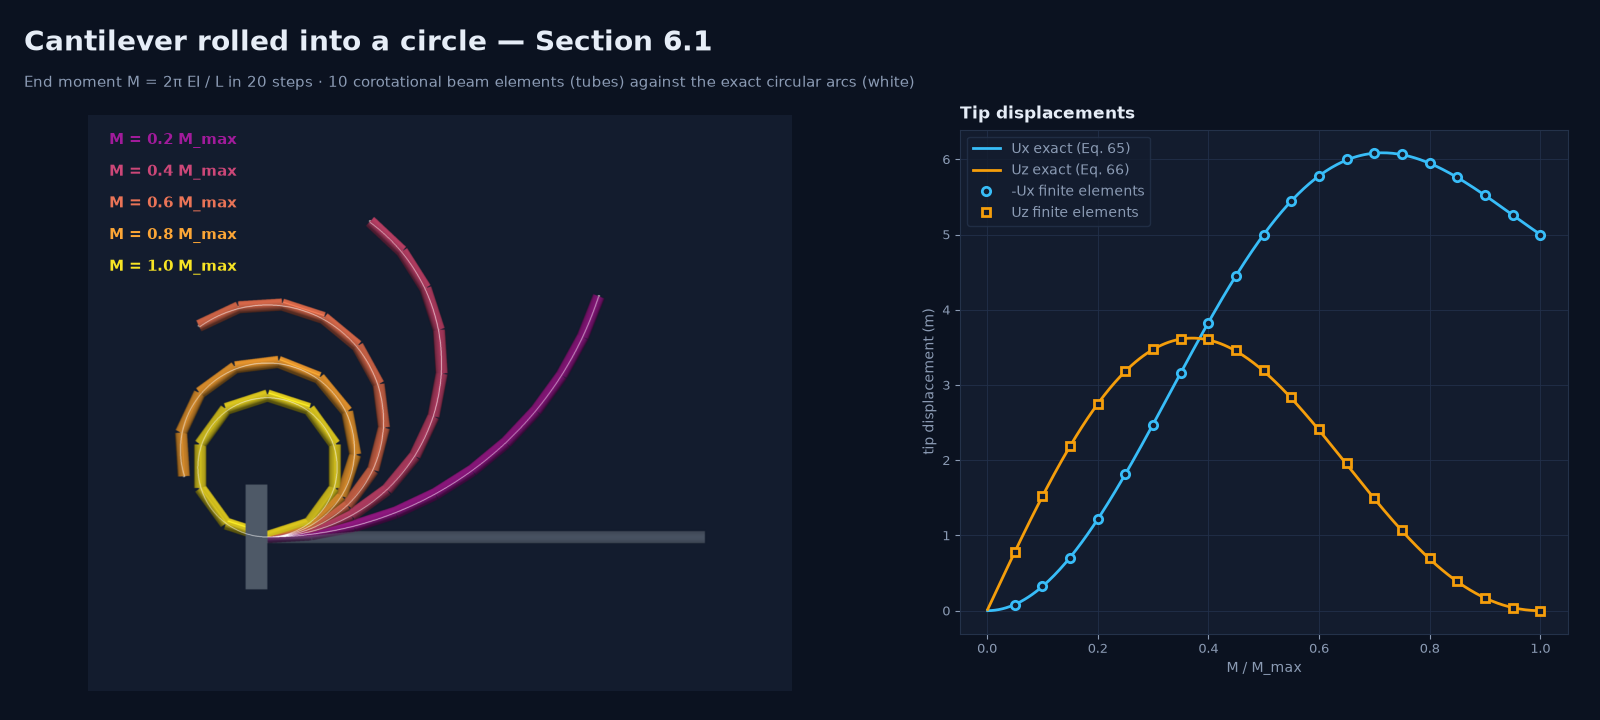 Cantilever rolled into a circle — Section 6.1
End moment M = 2π EI / L in 20 steps · 10 corotational beam elements (tubes) against the exact circular arcs (white)
M = 0.2 M_max
M = 0.4 M_max
M = 0.6 M_max
M = 0.8 M_max
M = 1.0 M_max
Tip displacements
Ux exact (Eq. 65)
Uz exact (Eq. 66)
-Ux finite elements
Uz finite elements
tip displacement (m)
6
5
4
3
2
1
0
0.0 0.2 0.4 0.6 0.8 1.0
M / M_max